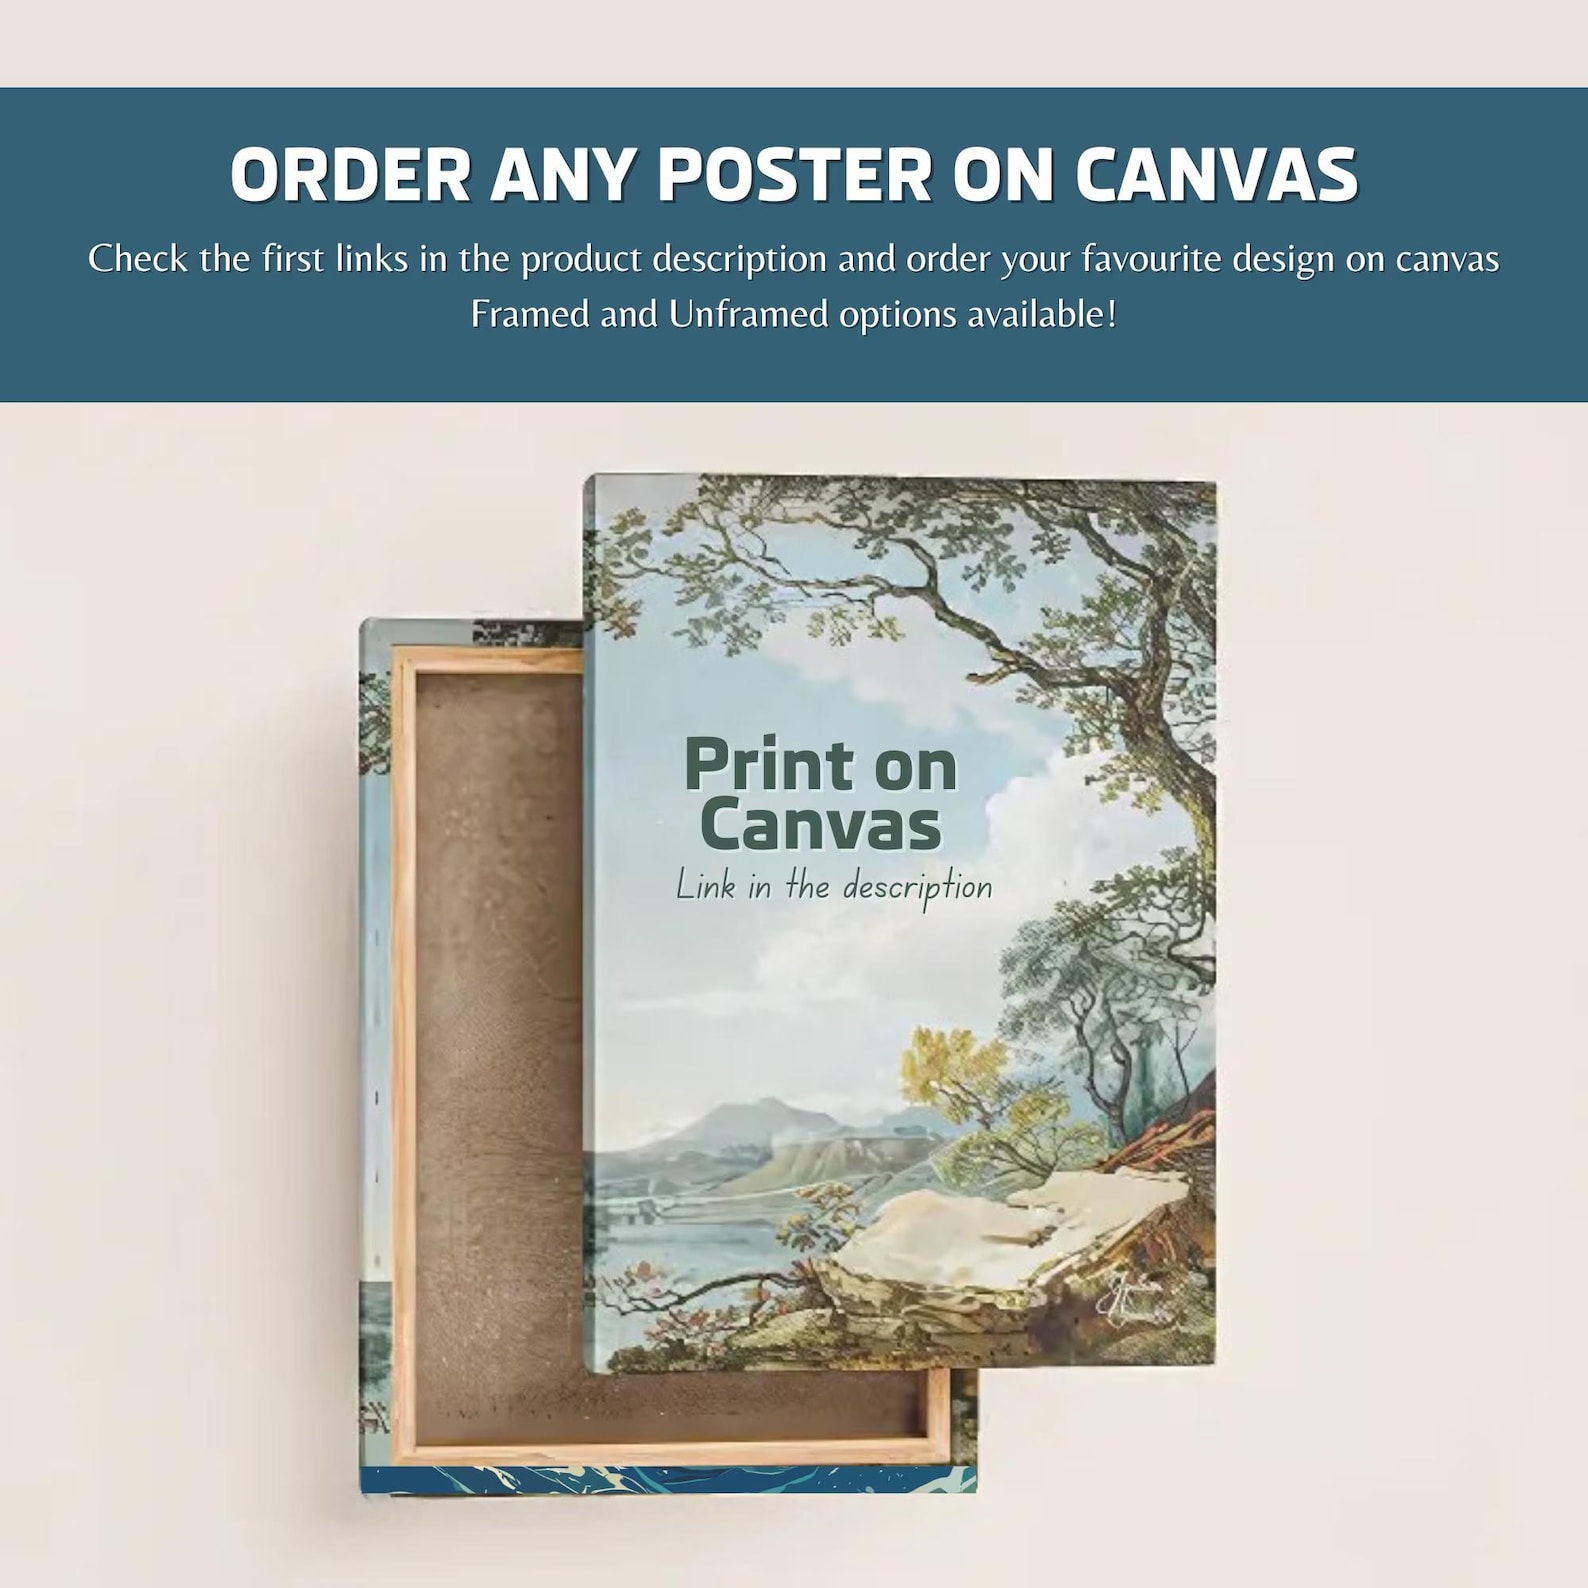 ORDER ANY POSTER ON CANVAS
Check the first links in the product description and order your favourite design on canvas
Framed and Unframed options available!
Print on
Canvas
Link in the description